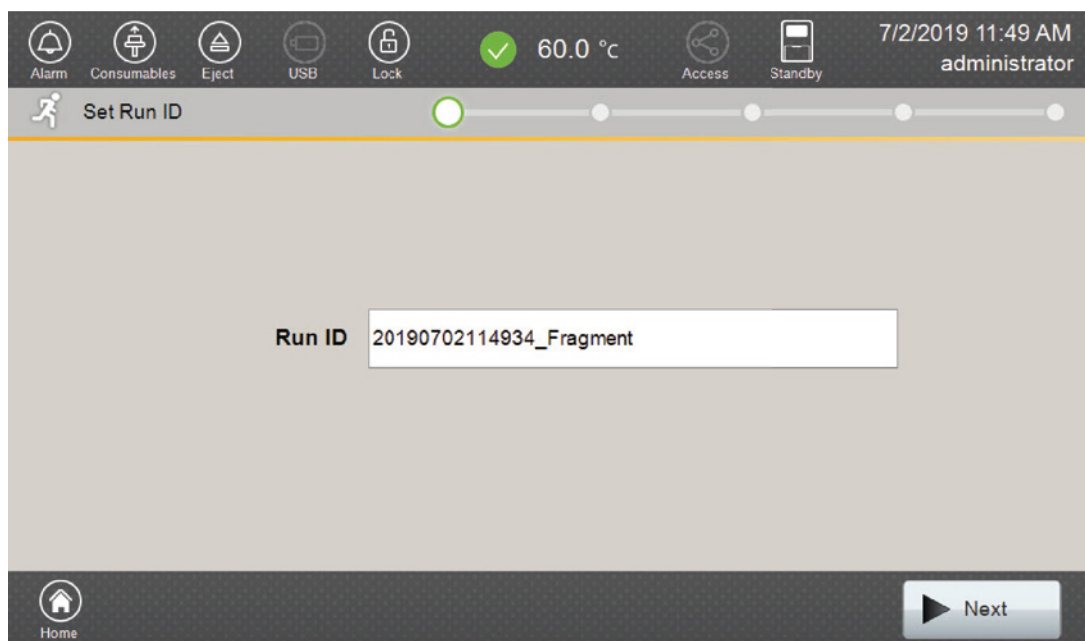 7/2/2019 11:49 AM
60.0 °c
administrator
Alarm Consumables Eject USB Lock Access Standby
Set Run ID
Run ID 20190702114934_Fragment
Home Next